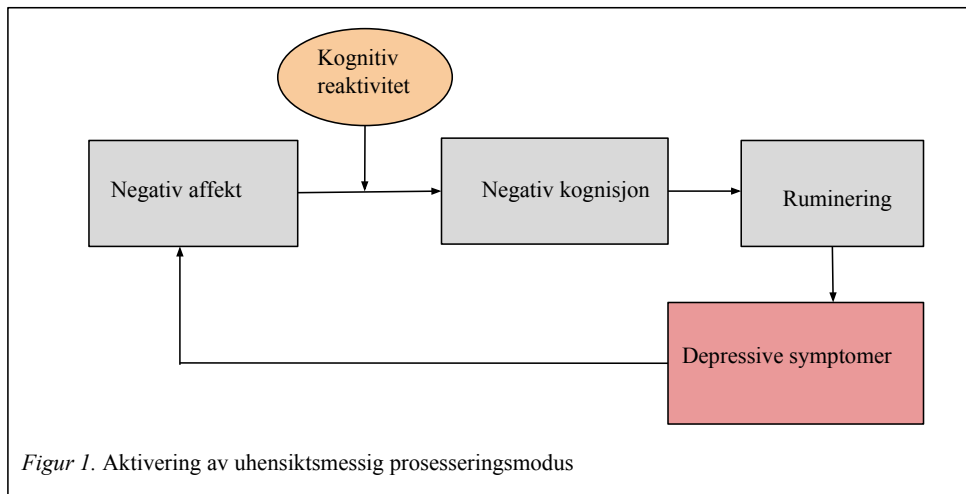 Kognitiv
reaktivitet
Negativ affekt
Negativ kognisjon
Ruminering
Depressive symptomer
Figur 1. Aktivering av uhensiktsmessig prosesseringsmodus